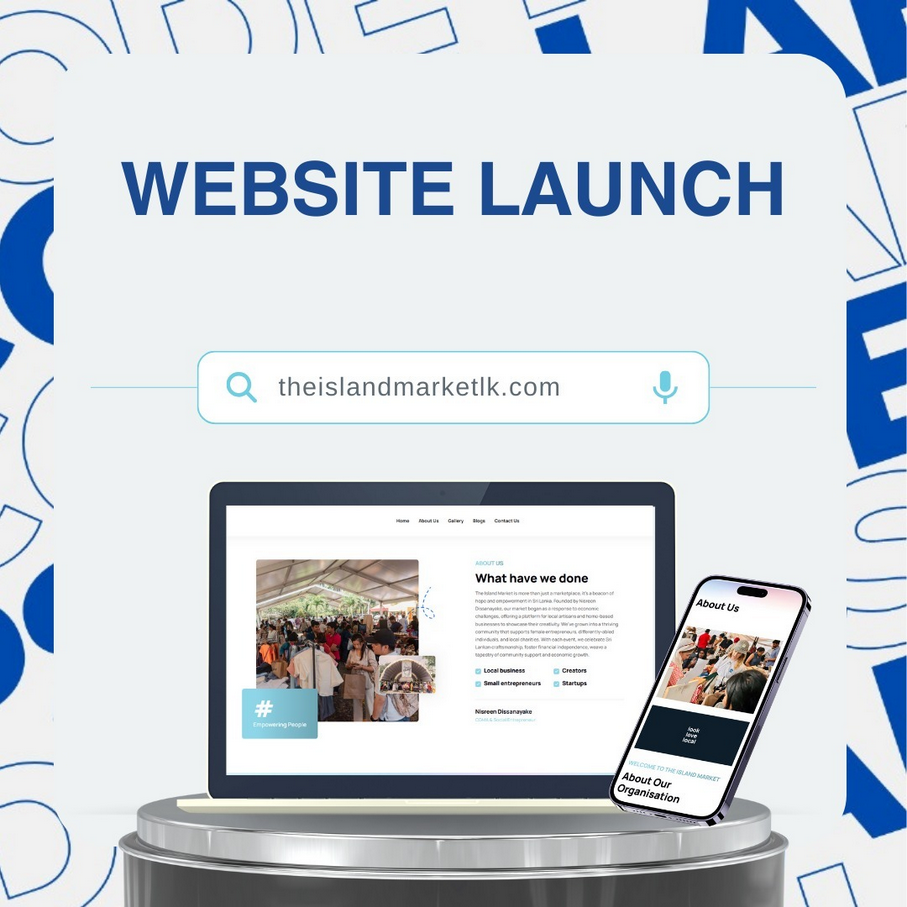 WEBSITE LAUNCH
theislandmarketlk.com
Home About Us Gallery Blogs Contact Us
ABOUT US
What have we done
The Island Market is more than just a marketplace, it's a beacon of
hope and empowerment in Sri Lanka. Founded by Nisreen
Dissanayake, our market began as a response to economic
challenges, offering a platform for local artisans and home-based
businesses to showcase their creativity. We've grown into a thriving
community that supports female entrepreneurs, differently-abled
individuals, and local charities. With each event, we celebrate Sri
Lankan craftsmanship, foster financial independence, weave a
tapestry of community support and economic growth.
Local business Creators
Small entrepreneurs Startups
Nisreen Dissanayake
#
Empowering People
About Us
look
love
local
WELCOME TO THE ISLAND MARKET
About Our
Organisation